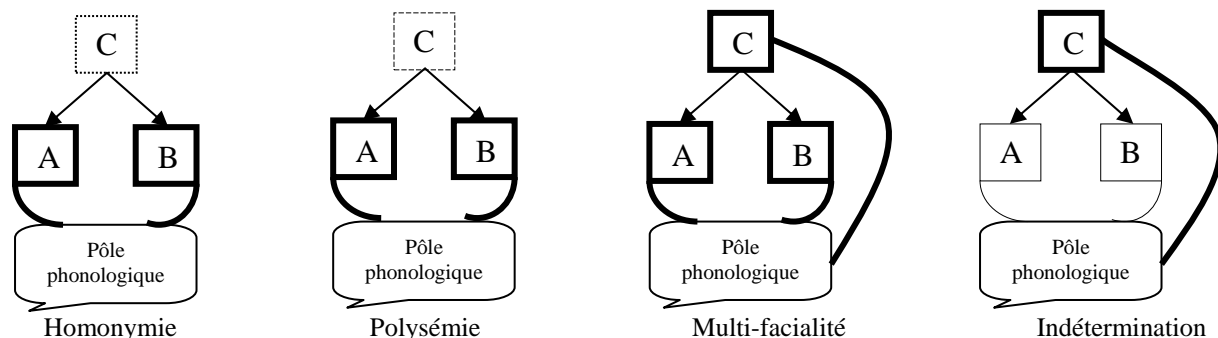 C
A B
Pôle
phonologique
Homonymie
C
A B
Pôle
phonologique
Polysémie
C
A B
Pôle
phonologique
Multi-facialité
C
A B
Pôle
phonologique
Indétermination